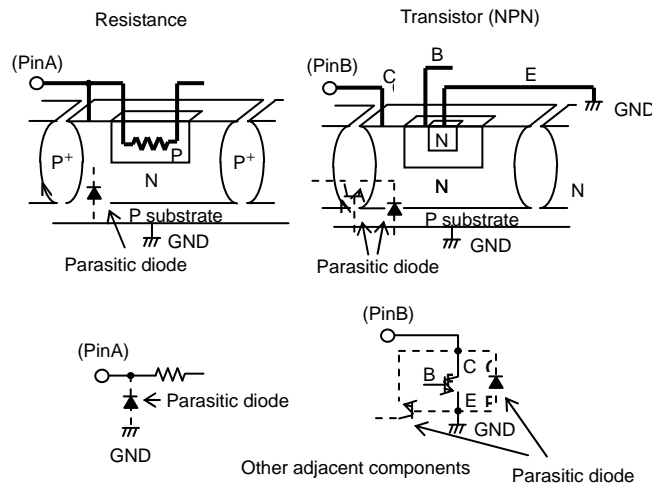 Resistance
Transistor (NPN)
(PinA)
P+
P
P+
N
P substrate
GND
Parasitic diode
(PinB)
C
B
E
GND
N
N
N
P substrate
GND
Parasitic diode
(PinA)
Parasitic diode
GND
(PinB)
B
C
E
GND
Other adjacent components
Parasitic diode